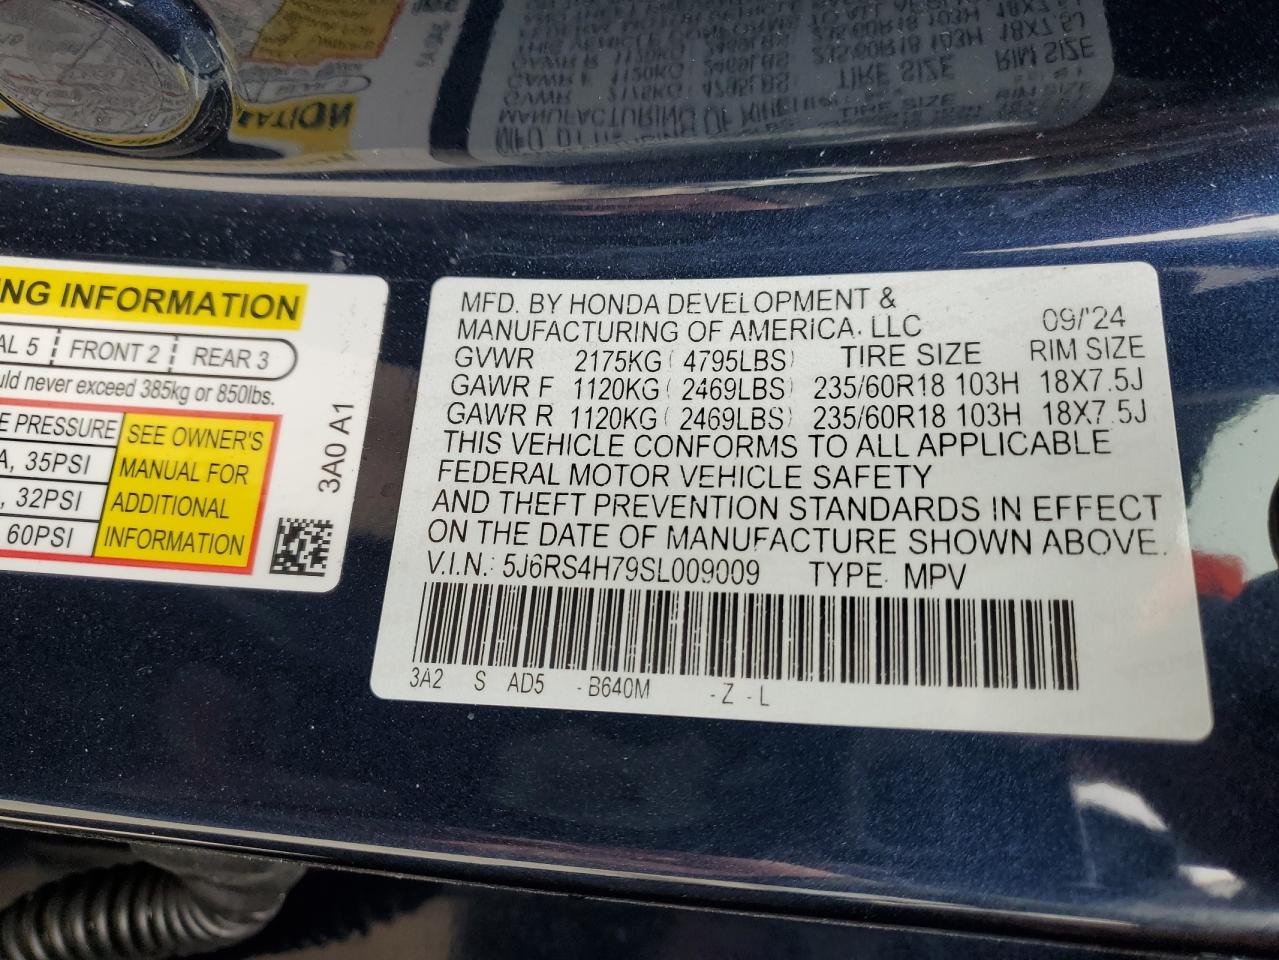 NG INFORMATION
AL 5 FRONT 2 REAR 3
uld never exceed 385kg or 850lbs.
E PRESSURE
A, 35PSI
, 32PSI
60PSI
SEE OWNER'S
MANUAL FOR
ADDITIONAL
INFORMATION
3A0 A1
MFD. BY HONDA DEVELOPMENT &
MANUFACTURING OF AMERICA, LLC 09/'24
GVWR 2175KG ( 4795LBS) TIRE SIZE RIM SIZE
GAWR F 1120KG ( 2469LBS) 235/60R18 103H 18X7.5J
GAWR R 1120KG ( 2469LBS) 235/60R18 103H 18X7.5J
THIS VEHICLE CONFORMS TO ALL APPLICABLE
FEDERAL MOTOR VEHICLE SAFETY
AND THEFT PREVENTION STANDARDS IN EFFECT
ON THE DATE OF MANUFACTURE SHOWN ABOVE.
V.I.N.: 5J6RS4H79SL009009 TYPE: MPV
3A2 S AD5 -B640M -Z -L